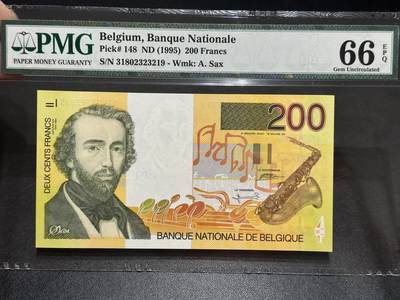 PMG
PAPER MONEY GUARANTY
Belgium, Banque Nationale
Pick# 148 ND (1995) 200 Francs
S/N 31802323219 - Wmk: A. Sax
66 EPQ
Gem Uncirculated
200
DEUX CENTS FRANCS
BANQUE NATIONALE DE BELGIQUE